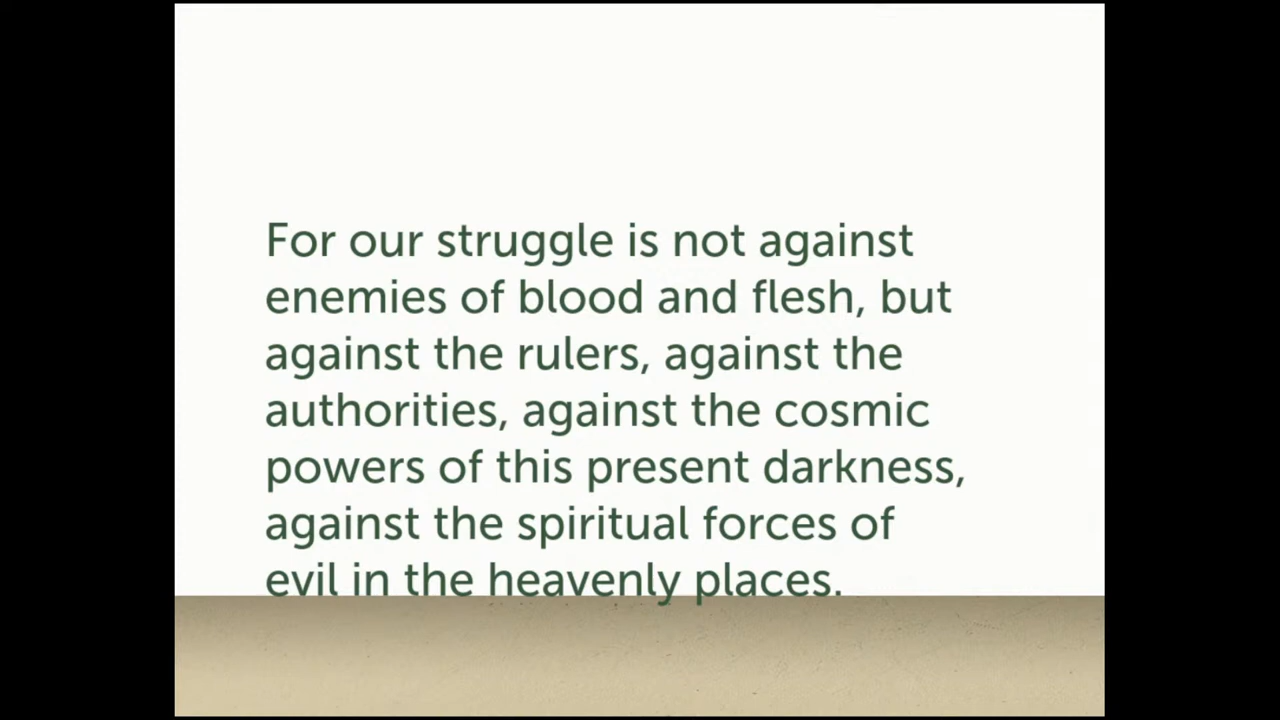 For our struggle is not against
enemies of blood and flesh, but
against the rulers, against the
authorities, against the cosmic
powers of this present darkness,
against the spiritual forces of
evil in the heavenly places.